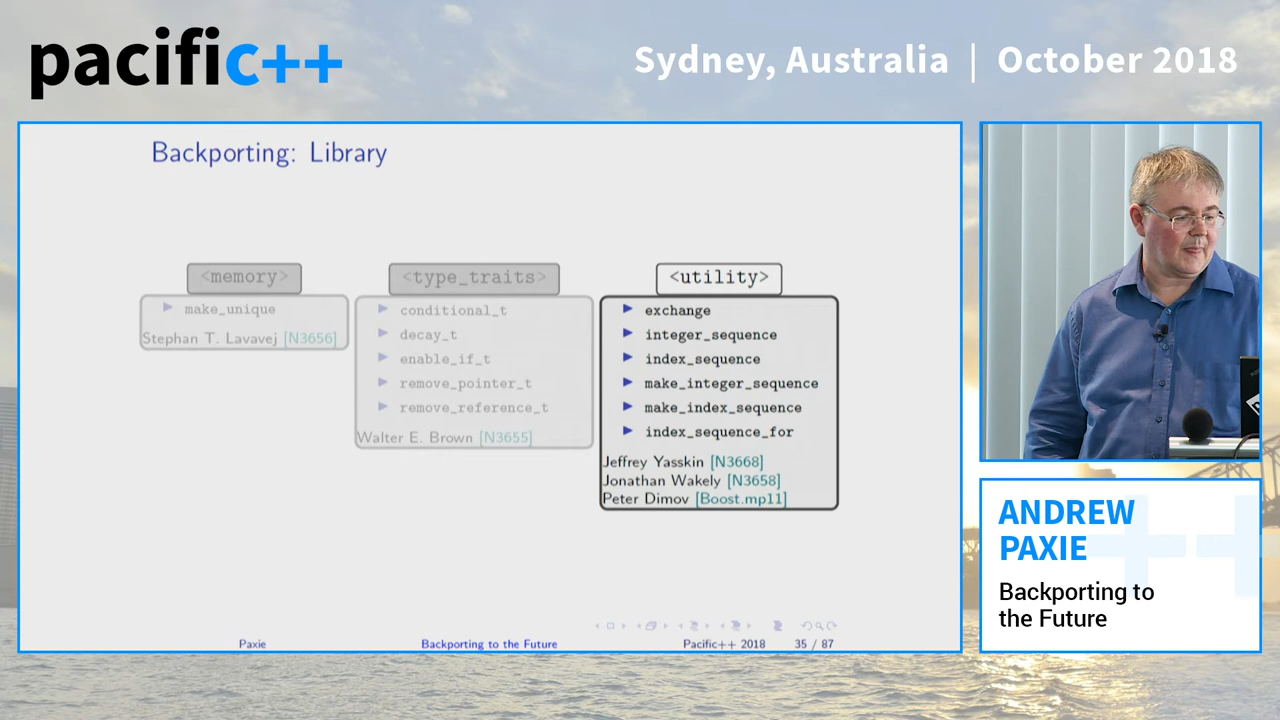 pacific++
Sydney, Australia | October 2018
Backporting: Library
<memory>
make_unique
Stephan T. Lavavej [N3656]
<type_traits>
conditional_t
decay_t
enable_if_t
remove_pointer_t
remove_reference_t
Walter E. Brown [N3655]
<utility>
exchange
integer_sequence
index_sequence
make_integer_sequence
make_index_sequence
index_sequence_for
Jeffrey Yasskin [N3668]
Jonathan Wakely [N3658]
Peter Dimov [Boost.mp11]
Paxie
Backporting to the Future
Pacific++ 2018
35 / 87
ANDREW
PAXIE
Backporting to
the Future